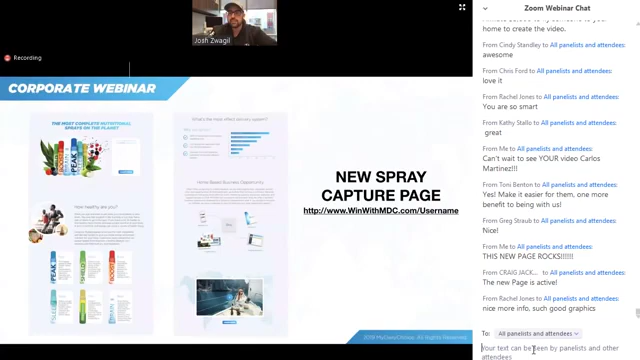 Recording
Josh Zwagil
CORPORATE WEBINAR
THE MOST COMPLETE NUTRITIONAL
SPRAYS ON THE PLANET
How healthy are you?
PEAK
SHIELD
BOOST
Home Based Business Opportunity
NEW SPRAY
CAPTURE PAGE
http://www.WinWithMDC.com/Username
Zoom Webinar Chat
home to create the video.
From Cindy Standley to All panelists and attendees:
awesome
From Chris Ford to All panelists and attendees:
love it
From Rachel Jones to All panelists and attendees:
You are so smart
From Kathy Stallo to All panelists and attendees:
great
From Me to All panelists and attendees:
Can't wait to see YOUR video Carlos
Martinez!!!!
From Toni Benton to All panelists and attendees:
Yes! Make it easier for them, one more
benefit to being with us!
From Greg Straub to All panelists and attendees:
Nice!
From Me to All panelists and attendees:
THIS NEW PAGE ROCKS!!!!!!!
From CRAIG JACK... to All panelists and attendees:
The new Page is active!
From Rachel Jones to All panelists and attendees:
nice more info, such good graphics
To: All panelists and attendees
Your text can be seen by panelists and other
attendees